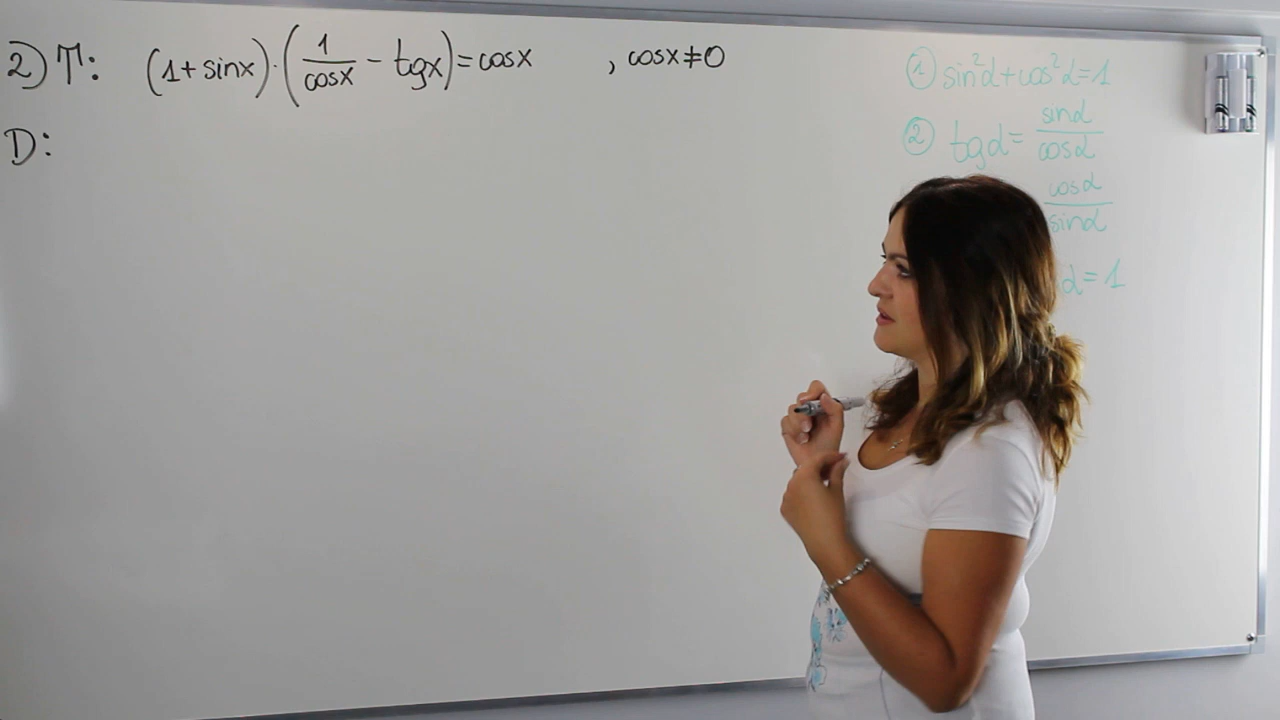 2) T: (1+sinx)·(1/cosx - tgx)=cosx , cosx≠0
D:
① sin²α+cos²α=1
② tgα= sinα/cosα
cosα/sinα
α=1